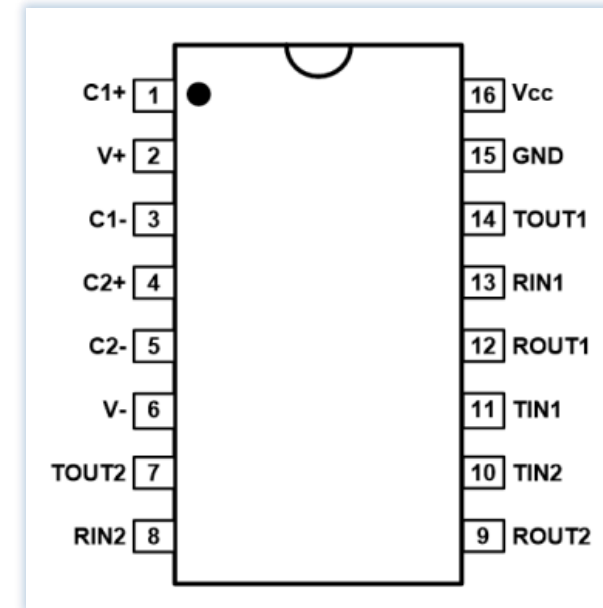 C1+ 1 16 Vcc
V+ 2 15 GND
C1- 3 14 TOUT1
C2+ 4 13 RIN1
C2- 5 12 ROUT1
V- 6 11 TIN1
TOUT2 7 10 TIN2
RIN2 8 9 ROUT2